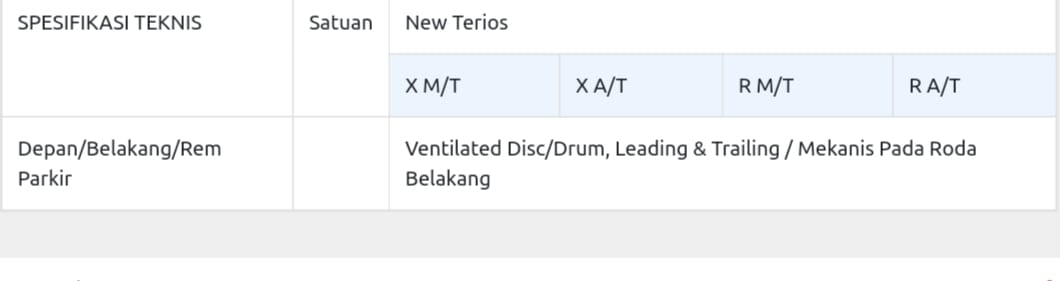 SPESIFIKASI TEKNIS
Satuan
New Terios
X M/T
X A/T
R M/T
R A/T
Depan/Belakang/Rem
Parkir
Ventilated Disc/Drum, Leading & Trailing / Mekanis Pada Roda
Belakang